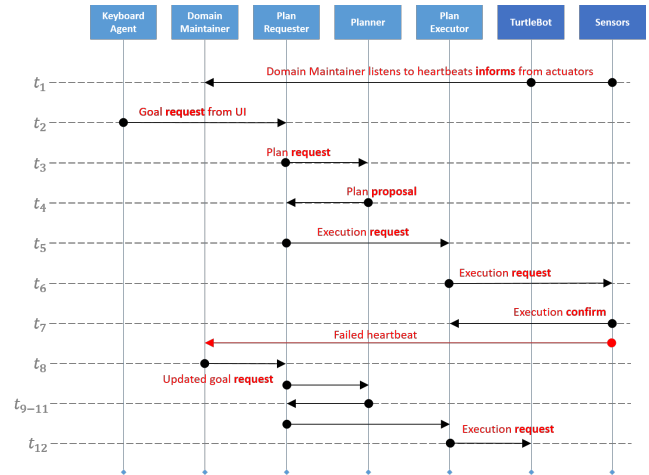 Keyboard Agent
Domain Maintainer
Plan Requester
Planner
Plan Executor
TurtleBot
Sensors
t1
Domain Maintainer listens to heartbeats informs from actuators
t2
Goal request from UI
t3
Plan request
t4
Plan proposal
t5
Execution request
t6
Execution request
t7
Execution confirm
Failed heartbeat
t8
Updated goal request
t9−11
t12
Execution request